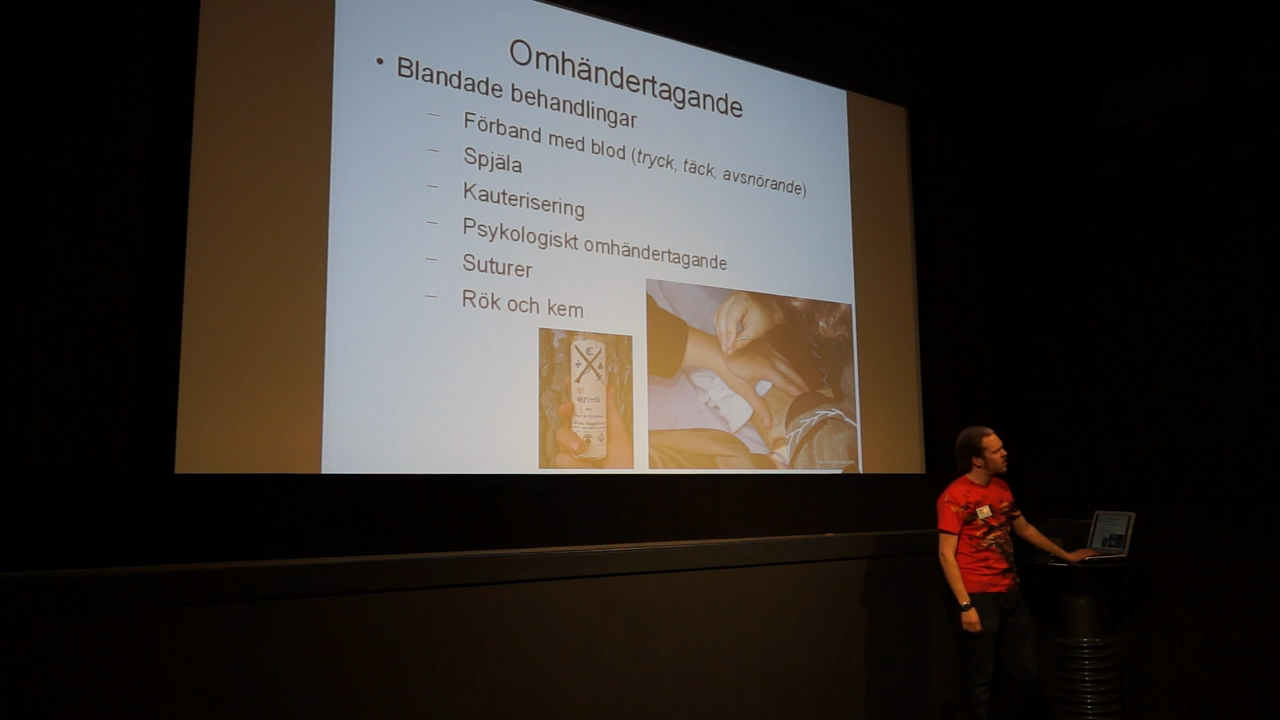 Omhändertagande
• Blandade behandlingar
– Förband med blod (tryck, täck, avsnörande)
– Spjäla
– Kauterisering
– Psykologiskt omhändertagande
– Suturer
– Rök och kem